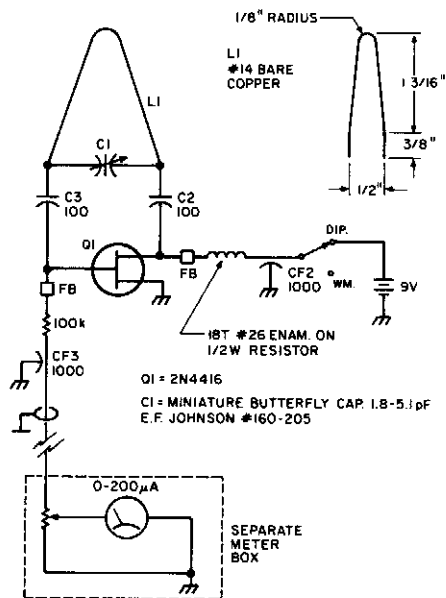 1/8" RADIUS
L1
#14 BARE
COPPER
1 3/16"
3/8"
1/2"
L1
C1
C3
100
C2
100
Q1
FB
FB
DIP.
CF2
1000
WM.
9V
100k
18T #26 ENAM. ON
1/2W RESISTOR
CF3
1000
Q1 = 2N4416
C1 = MINIATURE BUTTERFLY CAP. 1.8-5.1pF
E.F. JOHNSON #160-205
0-200µA
SEPARATE
METER
BOX